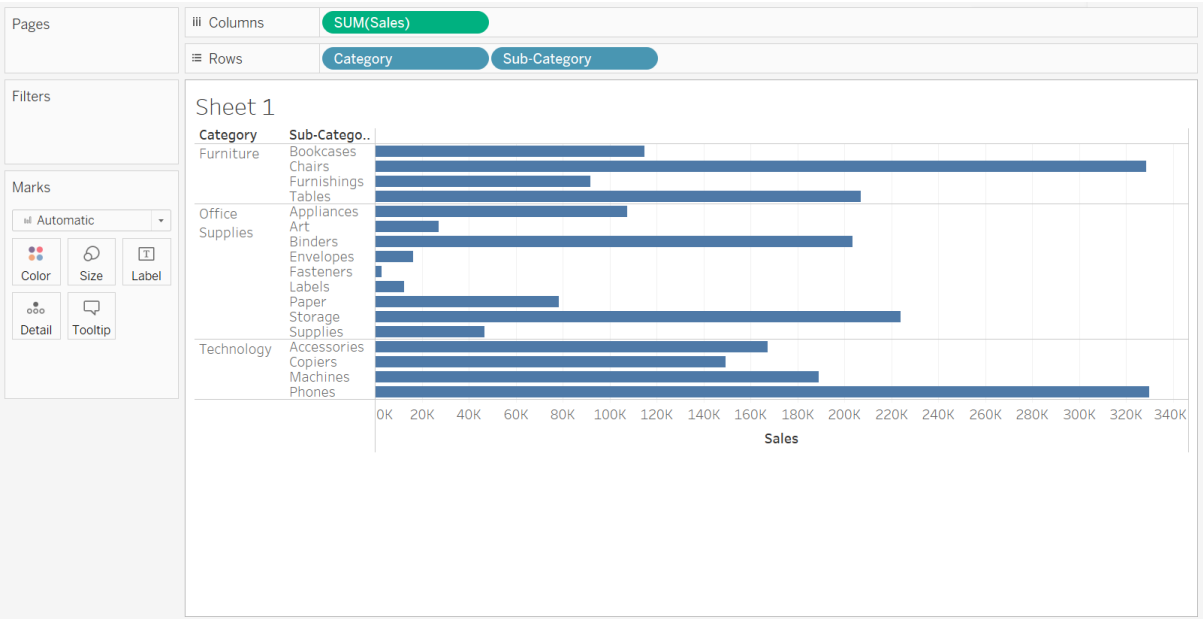 Pages
Columns
SUM(Sales)
Rows
Category
Sub-Category
Filters
Marks
Automatic
Color
Size
Label
Detail
Tooltip
Sheet 1
Category Sub-Catego..
Furniture Bookcases
Chairs
Furnishings
Tables
Office Supplies Appliances
Art
Binders
Envelopes
Fasteners
Labels
Paper
Storage
Supplies
Technology Accessories
Copiers
Machines
Phones
0K 20K 40K 60K 80K 100K 120K 140K 160K 180K 200K 220K 240K 260K 280K 300K 320K 340K
Sales